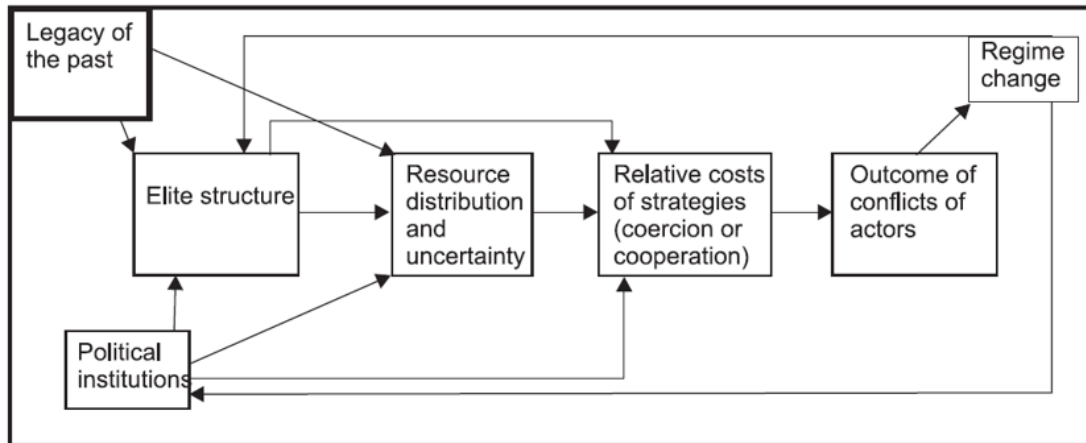 Legacy of
the past
Regime
change
Elite structure
Resource
distribution
and
uncertainty
Relative costs
of strategies
(coercion or
cooperation)
Outcome of
conflicts of
actors
Political
institutions